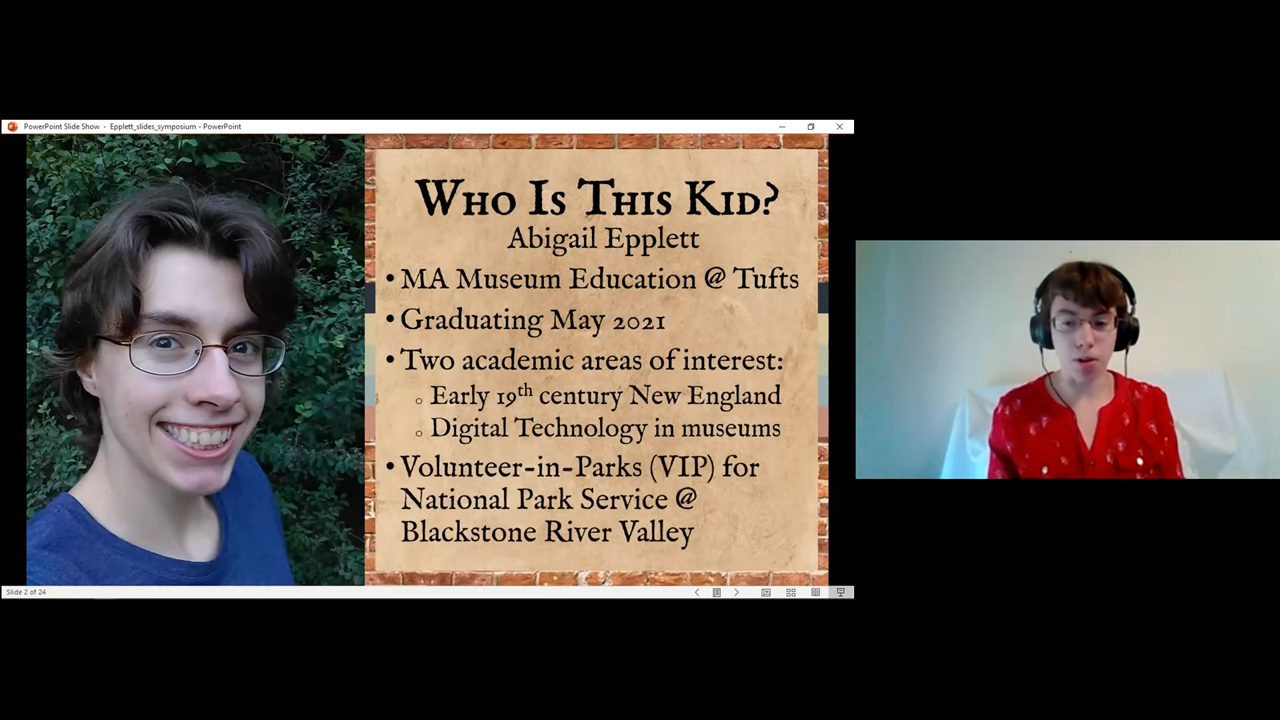 PowerPoint Slide Show - Epplett_slides_symposium - PowerPoint
Who Is This Kid?
Abigail Epplett
• MA Museum Education @ Tufts
• Graduating May 2021
• Two academic areas of interest:
◦ Early 19th century New England
◦ Digital Technology in museums
• Volunteer-in-Parks (VIP) for
National Park Service @
Blackstone River Valley
Slide 2 of 24